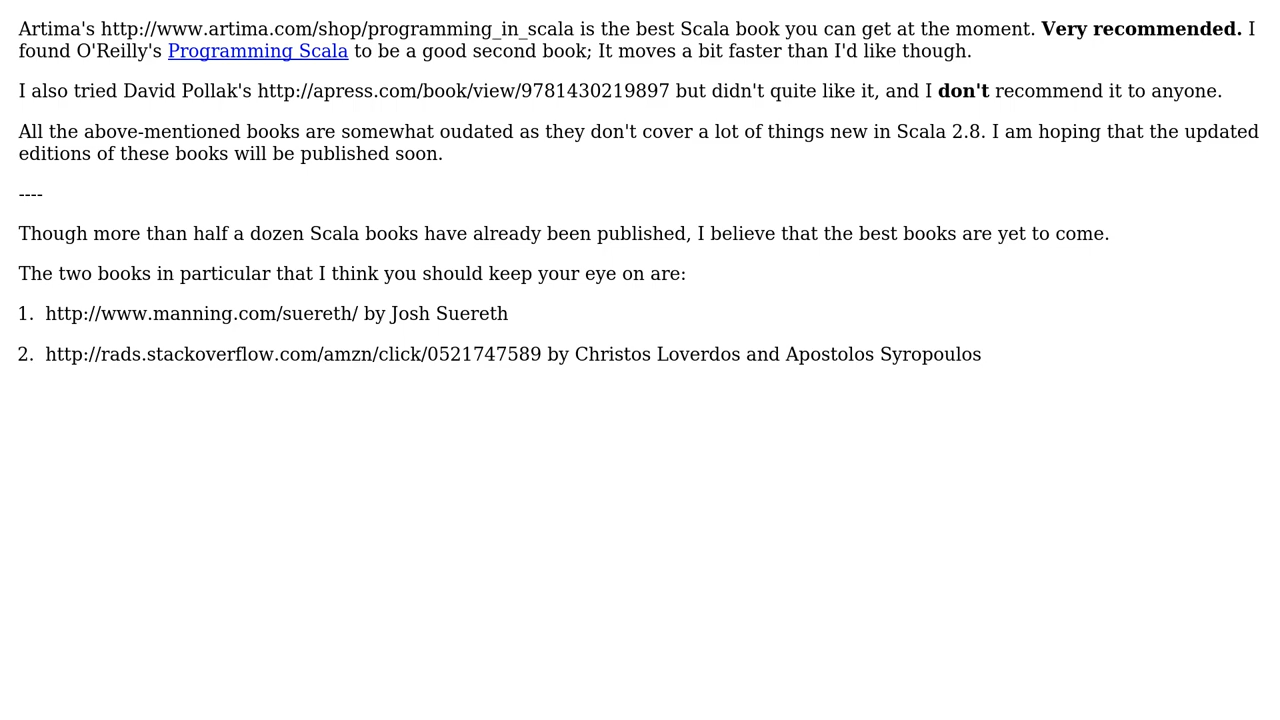 Artima's http://www.artima.com/shop/programming_in_scala is the best Scala book you can get at the moment. Very recommended. I
found O'Reilly's Programming Scala to be a good second book; It moves a bit faster than I'd like though.
I also tried David Pollak's http://apress.com/book/view/9781430219897 but didn't quite like it, and I don't recommend it to anyone.
All the above-mentioned books are somewhat oudated as they don't cover a lot of things new in Scala 2.8. I am hoping that the updated
editions of these books will be published soon.
----
Though more than half a dozen Scala books have already been published, I believe that the best books are yet to come.
The two books in particular that I think you should keep your eye on are:
1. http://www.manning.com/suereth/ by Josh Suereth
2. http://rads.stackoverflow.com/amzn/click/0521747589 by Christos Loverdos and Apostolos Syropoulos